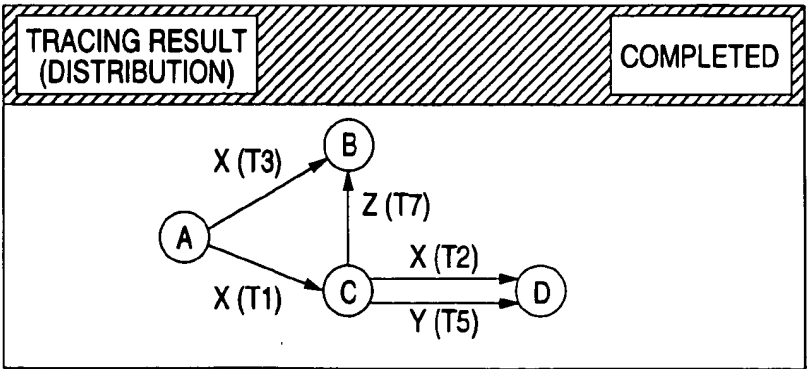 TRACING RESULT
(DISTRIBUTION)
COMPLETED
B
X (T3)
Z (T7)
A
X (T2)
X (T1)
C
D
Y (T5)